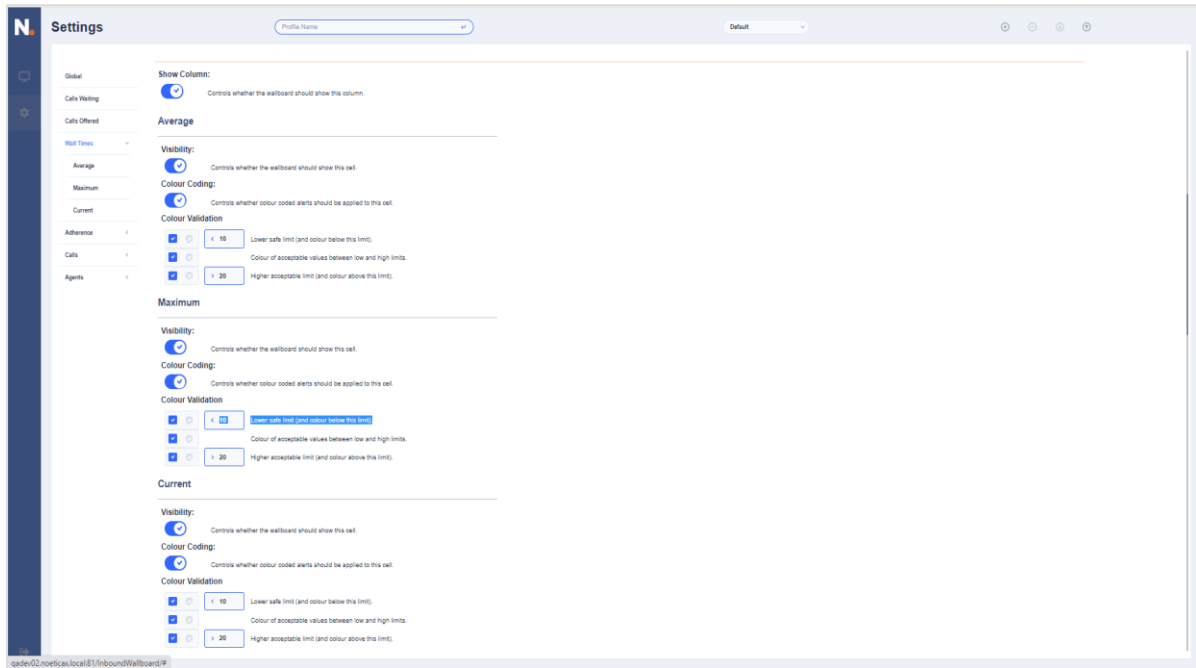 N.
Settings
Profile Name
Default
Global
Calls Waiting
Calls Offered
Wait Times
Average
Maximum
Current
Adherence
Calls
Agents
Show Column:
Controls whether the wallboard should show this column.
Average
Visibility:
Controls whether the wallboard should show this cell.
Colour Coding:
Controls whether colour coded alerts should be applied to this cell.
Colour Validation
< 10 Lower safe limit (and colour below this limit).
Colour of acceptable values between low and high limits.
> 20 Higher acceptable limit (and colour above this limit).
Maximum
Visibility:
Controls whether the wallboard should show this cell.
Colour Coding:
Controls whether colour coded alerts should be applied to this cell.
Colour Validation
< 10 Lower safe limit (and colour below this limit).
Colour of acceptable values between low and high limits.
> 20 Higher acceptable limit (and colour above this limit).
Current
Visibility:
Controls whether the wallboard should show this cell.
Colour Coding:
Controls whether colour coded alerts should be applied to this cell.
Colour Validation
< 10 Lower safe limit (and colour below this limit).
Colour of acceptable values between low and high limits.
> 20 Higher acceptable limit (and colour above this limit).
qadev02.noeticax.local:81/InboundWallboard/#